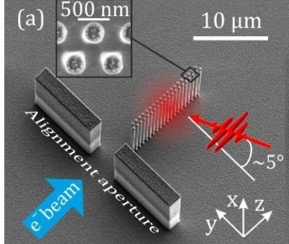 (a)
500 nm
10 μm
Alignment aperture
~5°
e⁻beam
x
y
z